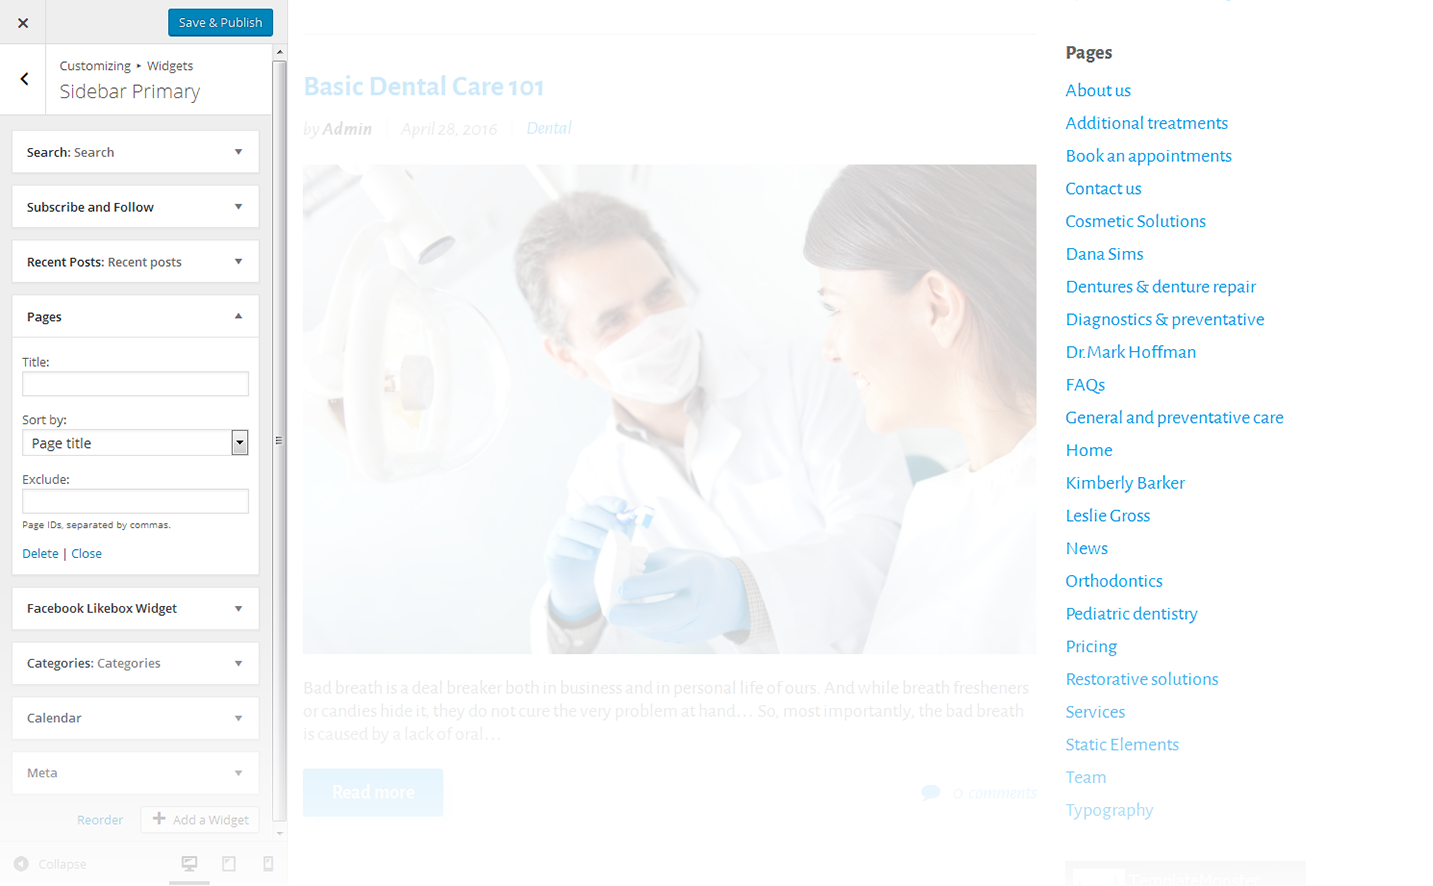 Save & Publish
Customizing ▸ Widgets
Sidebar Primary
Search: Search
Subscribe and Follow
Recent Posts: Recent posts
Pages
Title:
Sort by:
Page title
Exclude:
Page IDs, separated by commas.
Delete | Close
Facebook Likebox Widget
Categories: Categories
Calendar
Meta
Reorder
Add a Widget
Collapse
Basic Dental Care 101
by Admin
April 28, 2016
Dental
Bad breath is a deal breaker both in business and in personal life of ours. And while breath fresheners
or candies hide it, they do not cure the very problem at hand… So, most importantly, the bad breath
is caused by a lack of oral…
Read more
0 comments
Pages
About us
Additional treatments
Book an appointments
Contact us
Cosmetic Solutions
Dana Sims
Dentures & denture repair
Diagnostics & preventative
Dr.Mark Hoffman
FAQs
General and preventative care
Home
Kimberly Barker
Leslie Gross
News
Orthodontics
Pediatric dentistry
Pricing
Restorative solutions
Services
Static Elements
Team
Typography
TemplateMonster